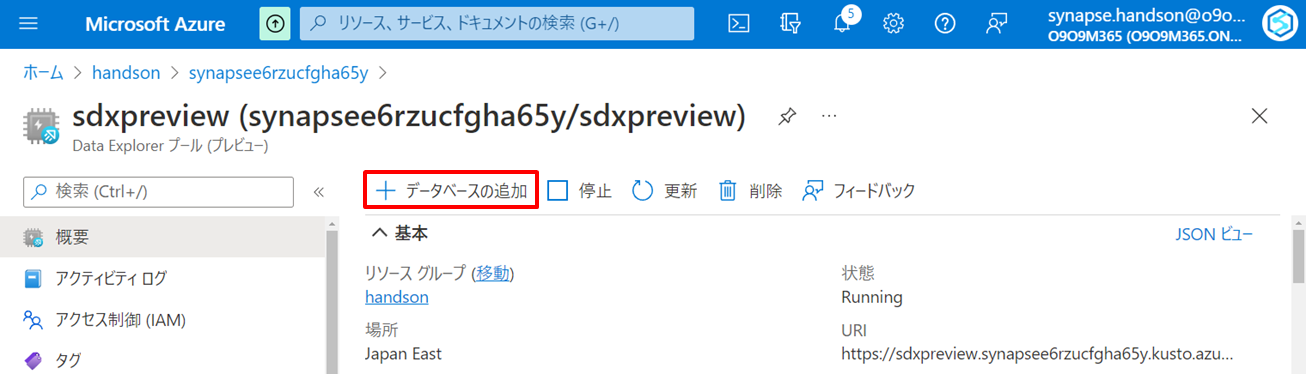 Microsoft Azure リソース、サービス、ドキュメントの検索 (G+/) 5 synapse.handson@o9o...
O9O9M365 (O9O9M365.ON...
ホーム > handson > synapsee6rzucfgha65y >
sdxpreview (synapsee6rzucfgha65y/sdxpreview) ...
Data Explorer プール (プレビュー)
検索 (Ctrl+/) « + データベースの追加 停止 更新 削除 フィードバック
概要
アクティビティ ログ
アクセス制御 (IAM)
タグ
基本 JSON ビュー
リソース グループ (移動) 状態
handson Running
場所 URI
Japan East https://sdxpreview.synapsee6rzucfgha65y.kusto.azu...